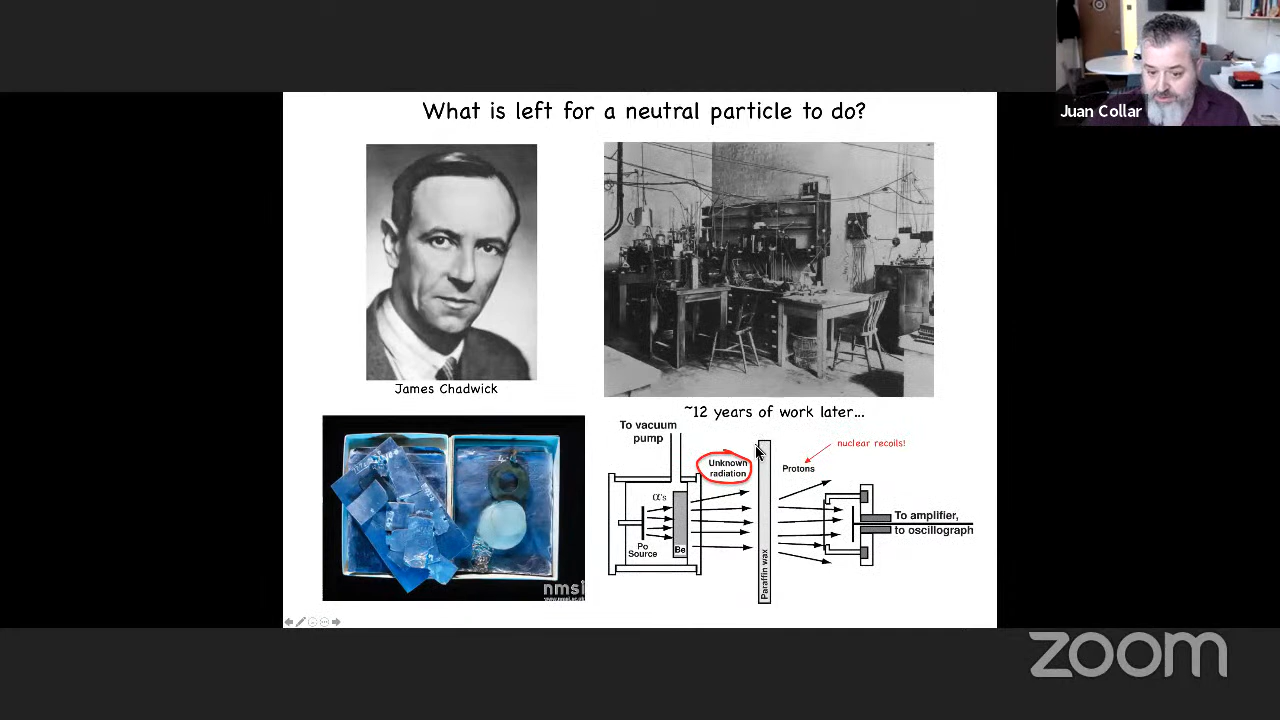 Juan Collar
What is left for a neutral particle to do?
James Chadwick
~12 years of work later...
To vacuum
pump
nuclear recoils!
Unknown
radiation
Protons
α's
Po
Source
Be
Paraffin wax
To amplifier,
to oscillograph
nmsi
zoom